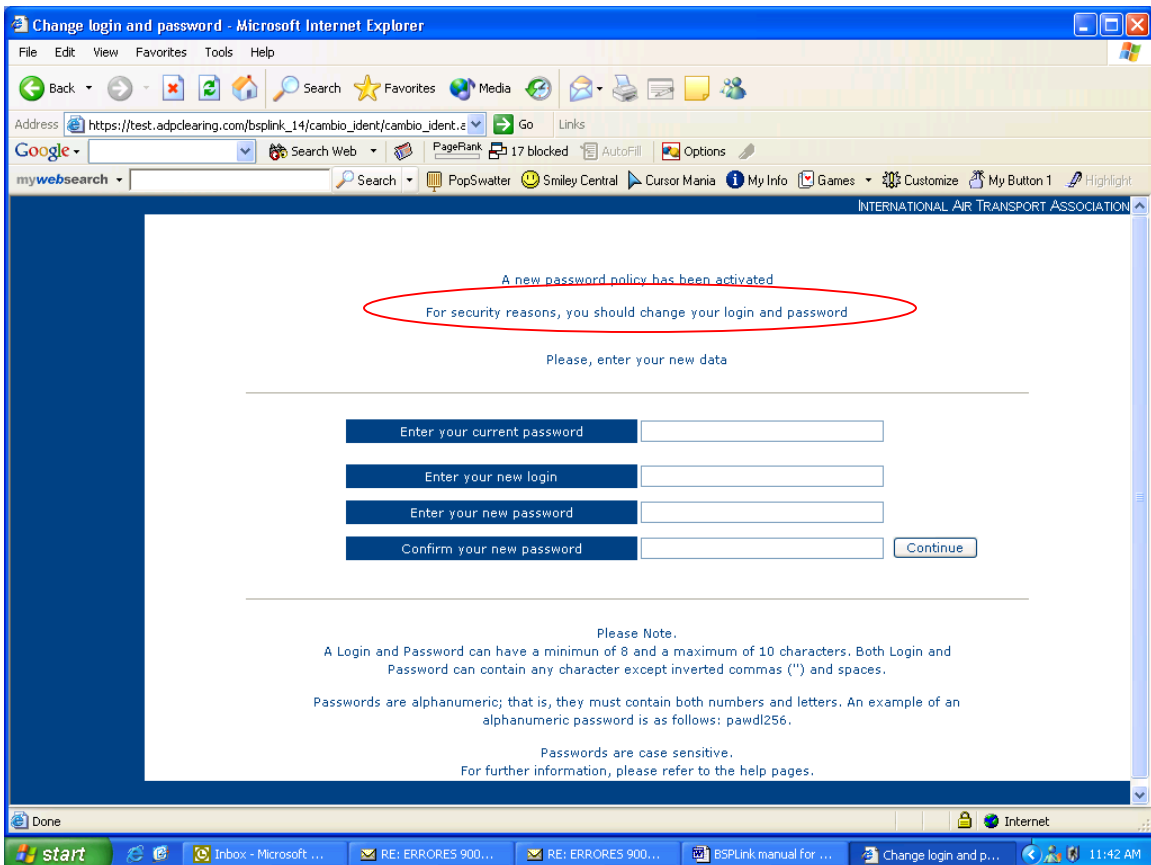 Change login and password - Microsoft Internet Explorer
File Edit View Favorites Tools Help
Back Search Favorites Media
Address https://test.adpclearing.com/bsplink_14/cambio_ident/cambio_ident.a Go Links
Google Search Web PageRank 17 blocked AutoFill Options
mywebsearch Search PopSwatter Smiley Central Cursor Mania My Info Games Customize My Button 1 Highlight
INTERNATIONAL AIR TRANSPORT ASSOCIATION
A new password policy has been activated
For security reasons, you should change your login and password
Please, enter your new data
Enter your current password
Enter your new login
Enter your new password
Confirm your new password Continue
Please Note.
A Login and Password can have a minimun of 8 and a maximum of 10 characters. Both Login and
Password can contain any character except inverted commas (") and spaces.
Passwords are alphanumeric; that is, they must contain both numbers and letters. An example of an
alphanumeric password is as follows: pawdl256.
Passwords are case sensitive.
For further information, please refer to the help pages.
Done Internet
start Inbox - Microsoft ... RE: ERRORES 900... RE: ERRORES 900... BSPLink manual for ... Change login and p... 11:42 AM